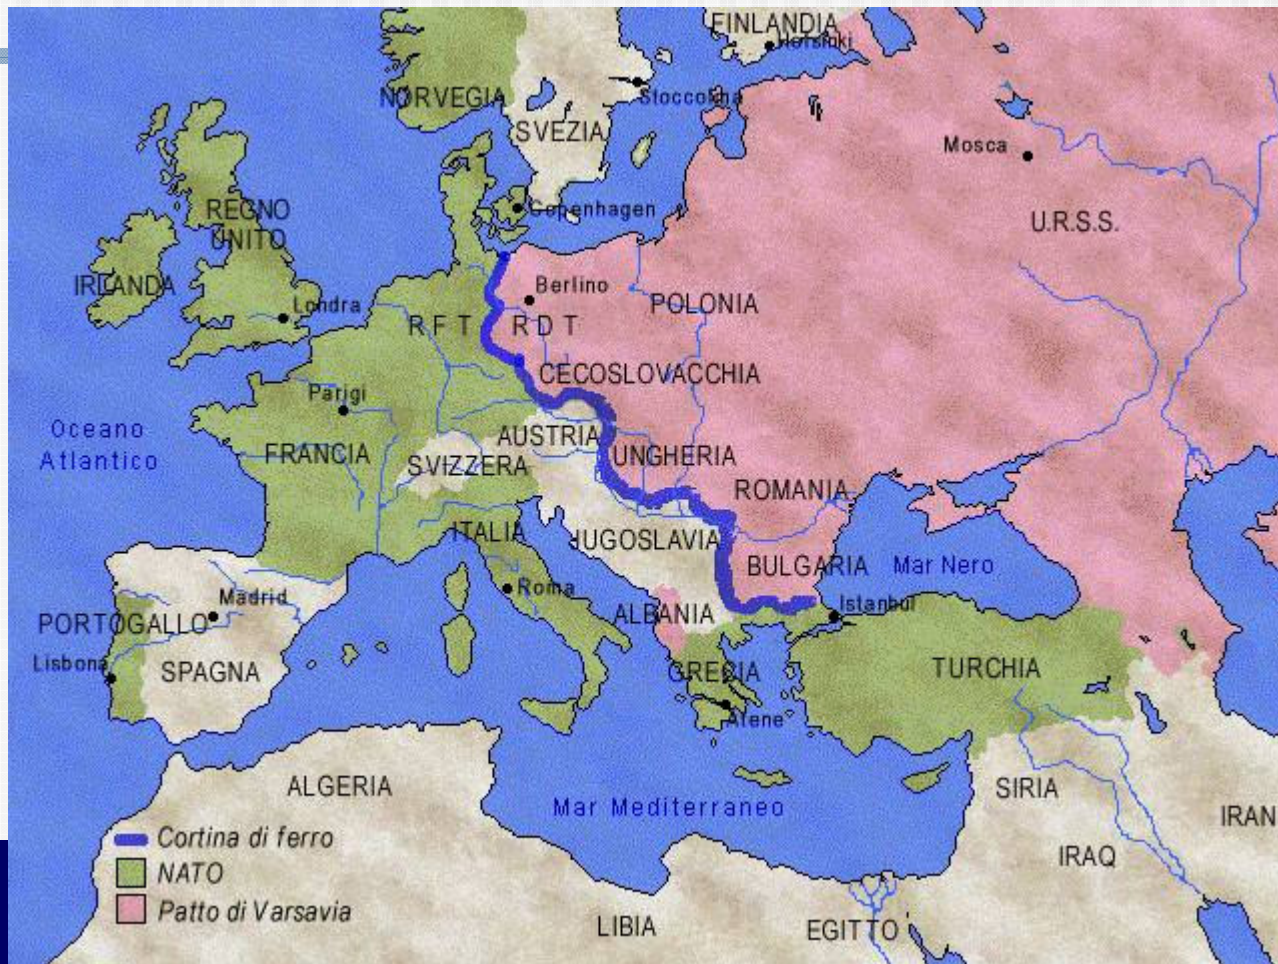 FINLANDIA
Helsinki
NORVEGIA
Stoccolma
SVEZIA
Mosca
REGNO
UNITO
Copenhagen
U.R.S.S.
IRLANDA
Londra
Berlino
POLONIA
R F T
R D T
CECOSLOVACCHIA
Parigi
Oceano
Atlantico
FRANCIA
AUSTRIA
SVIZZERA
UNGHERIA
ROMANIA
ITALIA
JUGOSLAVIA
BULGARIA
Mar Nero
Roma
Madrid
ALBANIA
Istanbul
PORTOGALLO
Lisbona
SPAGNA
GRECIA
TURCHIA
Atene
ALGERIA
Mar Mediterraneo
SIRIA
IRAN
IRAQ
Cortina di ferro
NATO
Patto di Varsavia
LIBIA
EGITTO